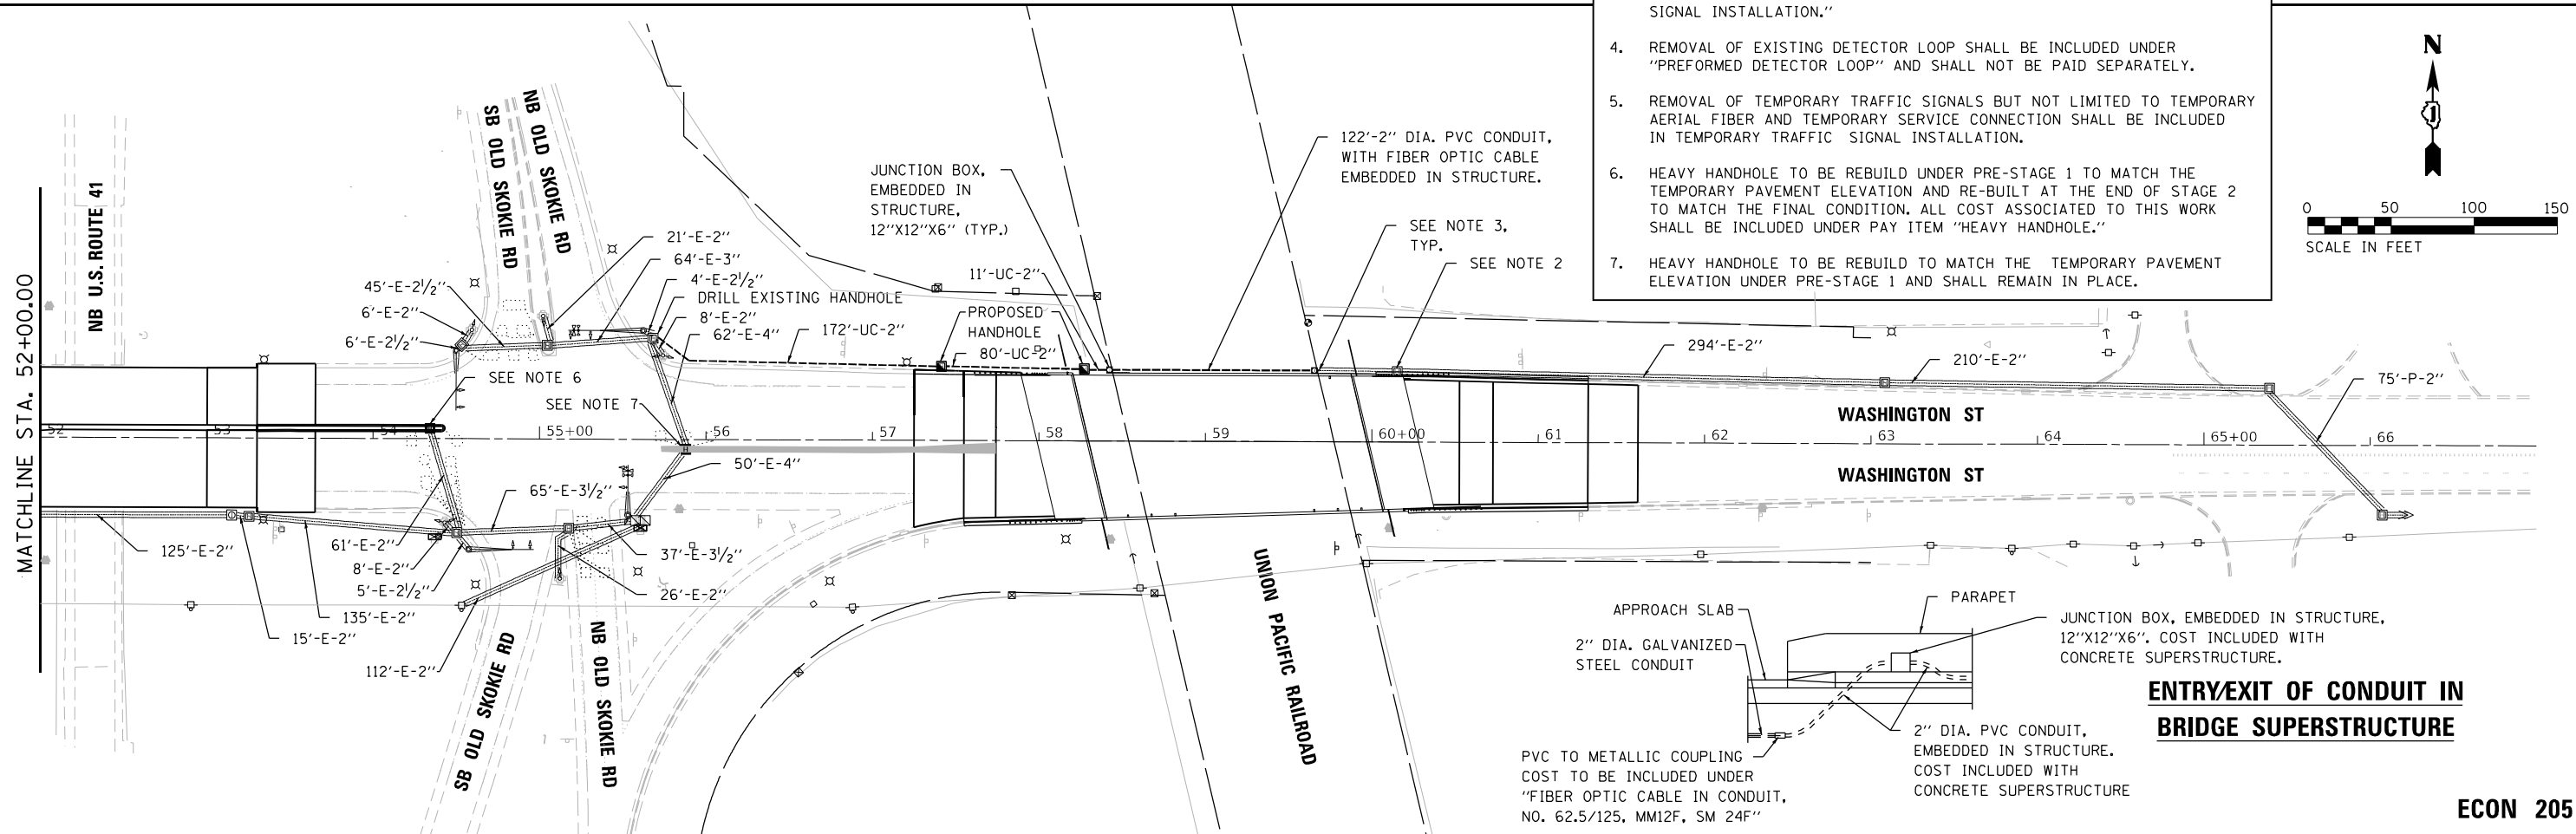 SIGNAL INSTALLATION."
4. REMOVAL OF EXISTING DETECTOR LOOP SHALL BE INCLUDED UNDER
"PREFORMED DETECTOR LOOP" AND SHALL NOT BE PAID SEPARATELY.
5. REMOVAL OF TEMPORARY TRAFFIC SIGNALS BUT NOT LIMITED TO TEMPORARY
AERIAL FIBER AND TEMPORARY SERVICE CONNECTION SHALL BE INCLUDED
IN TEMPORARY TRAFFIC SIGNAL INSTALLATION.
6. HEAVY HANDHOLE TO BE REBUILD UNDER PRE-STAGE 1 TO MATCH THE
TEMPORARY PAVEMENT ELEVATION AND RE-BUILT AT THE END OF STAGE 2
TO MATCH THE FINAL CONDITION. ALL COST ASSOCIATED TO THIS WORK
SHALL BE INCLUDED UNDER PAY ITEM "HEAVY HANDHOLE."
7. HEAVY HANDHOLE TO BE REBUILD TO MATCH THE TEMPORARY PAVEMENT
ELEVATION UNDER PRE-STAGE 1 AND SHALL REMAIN IN PLACE.
N
0 50 100 150
SCALE IN FEET
MATCHLINE STA. 52+00.00
NB U.S. ROUTE 41
SB OLD SKOKIE RD
NB OLD SKOKIE RD
45'-E-2½"
6'-E-2"
6'-E-2½"
21'-E-2"
64'-E-3"
4'-E-2½"
DRILL EXISTING HANDHOLE
8'-E-2"
62'-E-4"
172'-UC-2"
JUNCTION BOX,
EMBEDDED IN
STRUCTURE,
12"X12"X6" (TYP.)
11'-UC-2"
PROPOSED
HANDHOLE
80'-UC-2"
122'-2" DIA. PVC CONDUIT,
WITH FIBER OPTIC CABLE
EMBEDDED IN STRUCTURE.
SEE NOTE 3,
TYP.
SEE NOTE 2
294'-E-2"
210'-E-2"
75'-P-2"
SEE NOTE 6
SEE NOTE 7
WASHINGTON ST
52 53 54 55+00 56 57 58 59 60+00 61 62 63 64 65+00 66
WASHINGTON ST
50'-E-4"
65'-E-3½"
37'-E-3½"
26'-E-2"
125'-E-2"
61'-E-2"
8'-E-2"
5'-E-2½"
135'-E-2"
15'-E-2"
112'-E-2"
SB OLD SKOKIE RD
NB OLD SKOKIE RD
UNION PACIFIC RAILROAD
APPROACH SLAB
PARAPET
2" DIA. GALVANIZED
STEEL CONDUIT
JUNCTION BOX, EMBEDDED IN STRUCTURE,
12"X12"X6". COST INCLUDED WITH
CONCRETE SUPERSTRUCTURE.
PVC TO METALLIC COUPLING
COST TO BE INCLUDED UNDER
"FIBER OPTIC CABLE IN CONDUIT,
NO. 62.5/125, MM12F, SM 24F"
2" DIA. PVC CONDUIT,
EMBEDDED IN STRUCTURE.
COST INCLUDED WITH
CONCRETE SUPERSTRUCTURE
ENTRY/EXIT OF CONDUIT IN
BRIDGE SUPERSTRUCTURE
ECON 205